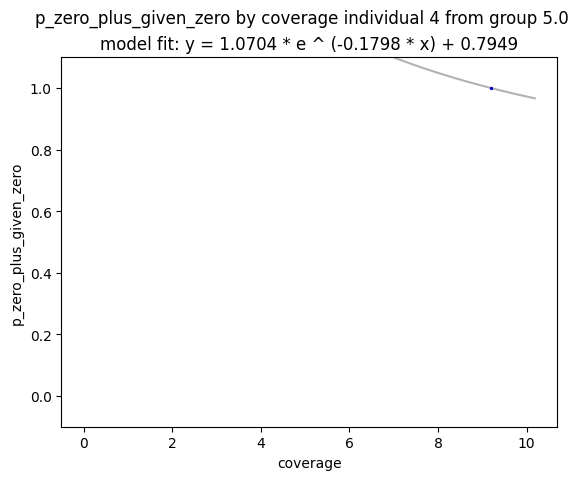 p_zero_plus_given_zero by coverage individual 4 from group 5.0
model fit: y = 1.0704 * e ^ (-0.1798 * x) + 0.7949
p_zero_plus_given_zero
1.0
0.8
0.6
0.4
0.2
0.0
0 2 4 6 8 10
coverage